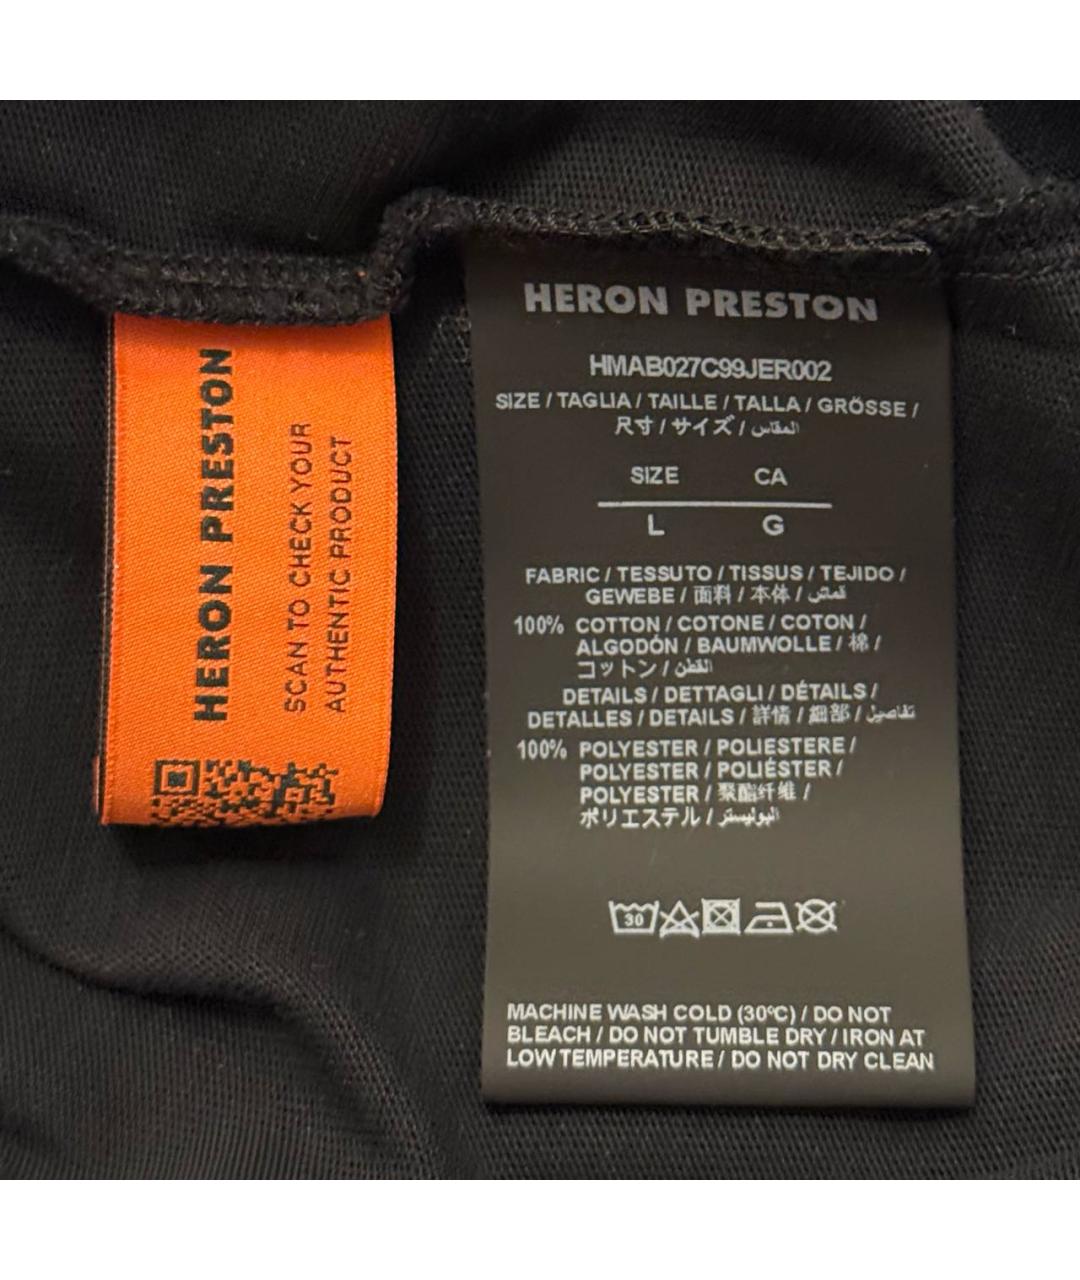 HERON PRESTON
SCAN TO CHECK YOUR
AUTHENTIC PRODUCT
HERON PRESTON
HMAB027C99JER002
SIZE / TAGLIA / TAILLE / TALLA / GRÖSSE /
尺寸 / サイズ / المقاس
SIZE CA
L G
FABRIC / TESSUTO / TISSUS / TEJIDO /
GEWEBE / 面料 / 本体 / قماش
100% COTTON / COTONE / COTON /
ALGODÓN / BAUMWOLLE / 棉 /
コットン / القطن
DETAILS / DETTAGLI / DÉTAILS /
DETALLES / DETAILS / 詳情 / 細部 / تفاصيل
100% POLYESTER / POLIESTERE /
POLYESTER / POLIÉSTER /
POLYESTER / 聚酯纤维 /
ポリエステル / البوليستر
30
MACHINE WASH COLD (30ºC) / DO NOT
BLEACH / DO NOT TUMBLE DRY / IRON AT
LOW TEMPERATURE / DO NOT DRY CLEAN